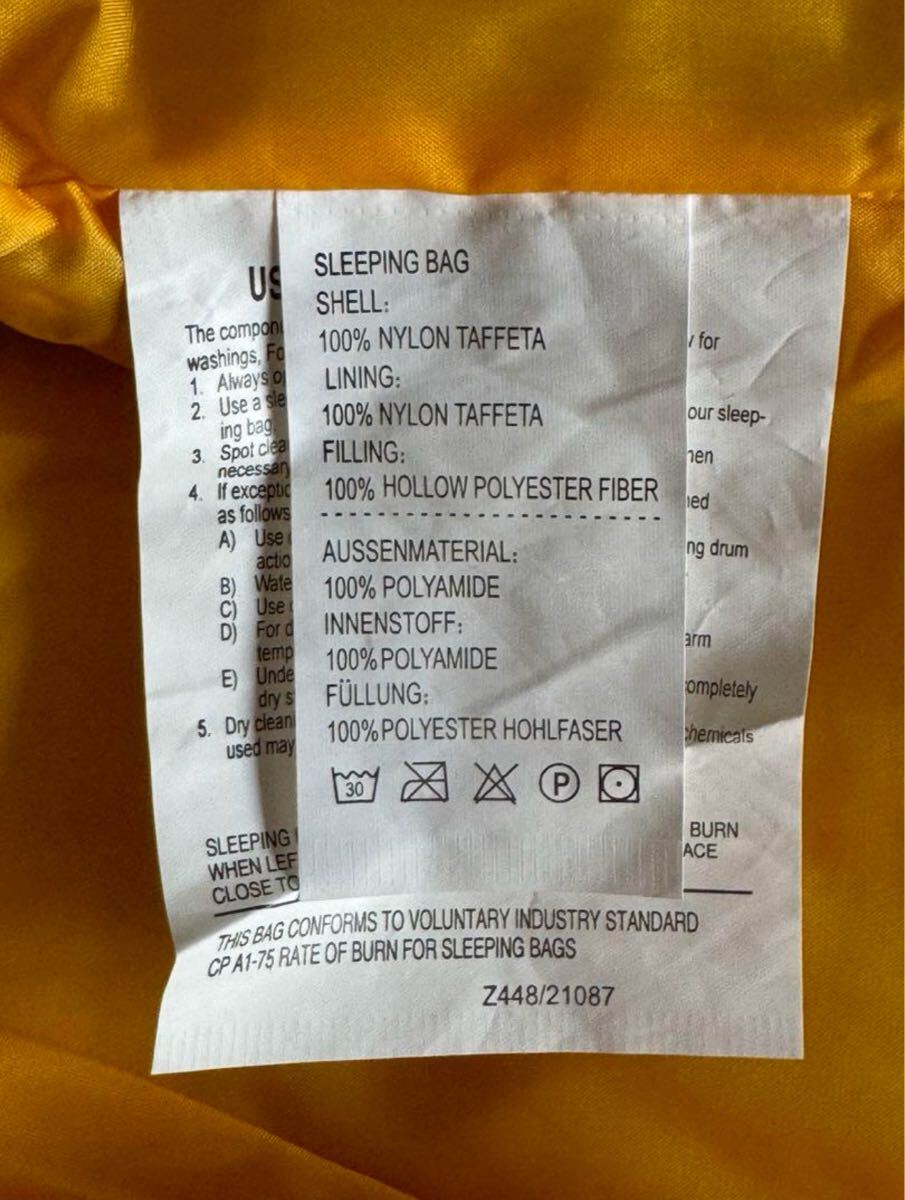 SLEEPING BAG
SHELL:
100% NYLON TAFFETA
LINING:
100% NYLON TAFFETA
FILLING:
100% HOLLOW POLYESTER FIBER
AUSSENMATERIAL:
100% POLYAMIDE
INNENSTOFF:
100%POLYAMIDE
FÜLLUNG:
100%POLYESTER HOHLFASER
30
P
US
The compon
washings, Fo for
1. Always o
2. Use a sle our sleep-
ing bag.
3. Spot clea
necessary
4. If exceptio
as follows
A) Use ng drum
actio
B) Wate
C) Use
D) For d arm
temp
E) Unde ompletely
dry s
5. Dry clean hemicals
used may
SLEEPING BURN
WHEN LEF ACE
CLOSE TO
THIS BAG CONFORMS TO VOLUNTARY INDUSTRY STANDARD
CP A1-75 RATE OF BURN FOR SLEEPING BAGS
Z448/21087